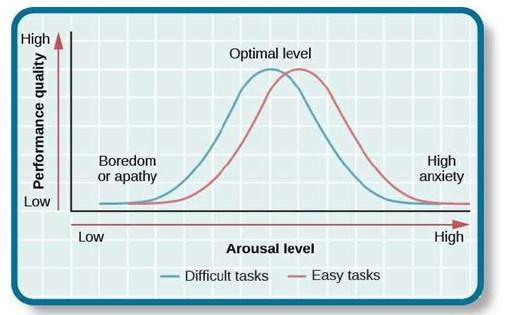 High
Performance quality
Low
Optimal level
Boredom
or apathy
High
anxiety
Low
High
Arousal level
Difficult tasks
Easy tasks